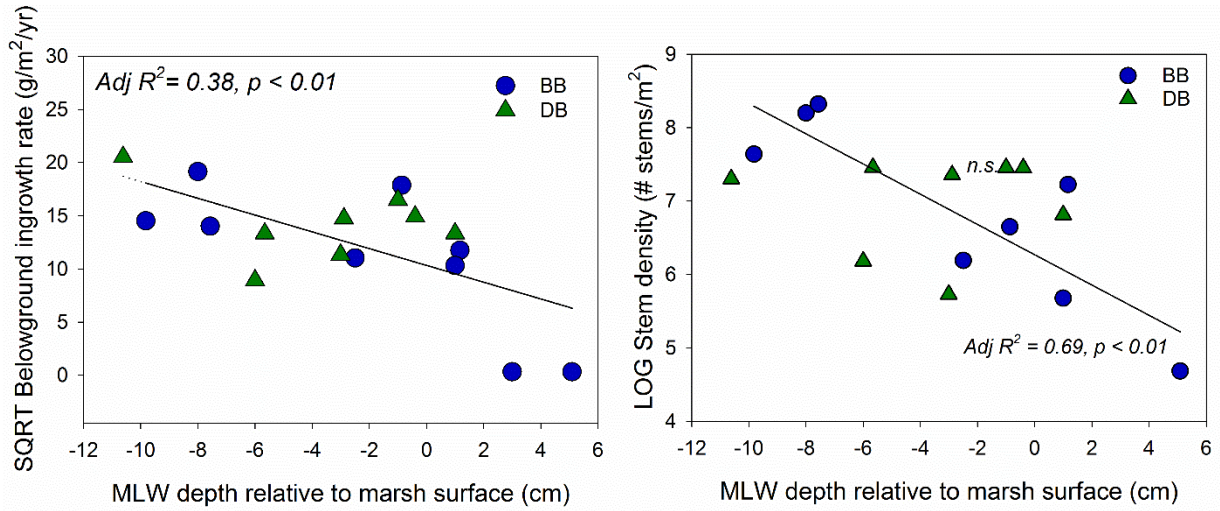 SQRT Belowground ingrowth rate (g/m²/yr)
30
25
20
15
10
5
0
Adj R² = 0.38, p < 0.01
BB
DB
-12 -10 -8 -6 -4 -2 0 2 4 6
MLW depth relative to marsh surface (cm)
LOG Stem density (# stems/m²)
9
8
7
6
5
4
BB
DB
n.s.
Adj R² = 0.69, p < 0.01
-12 -10 -8 -6 -4 -2 0 2 4 6
MLW depth relative to marsh surface (cm)